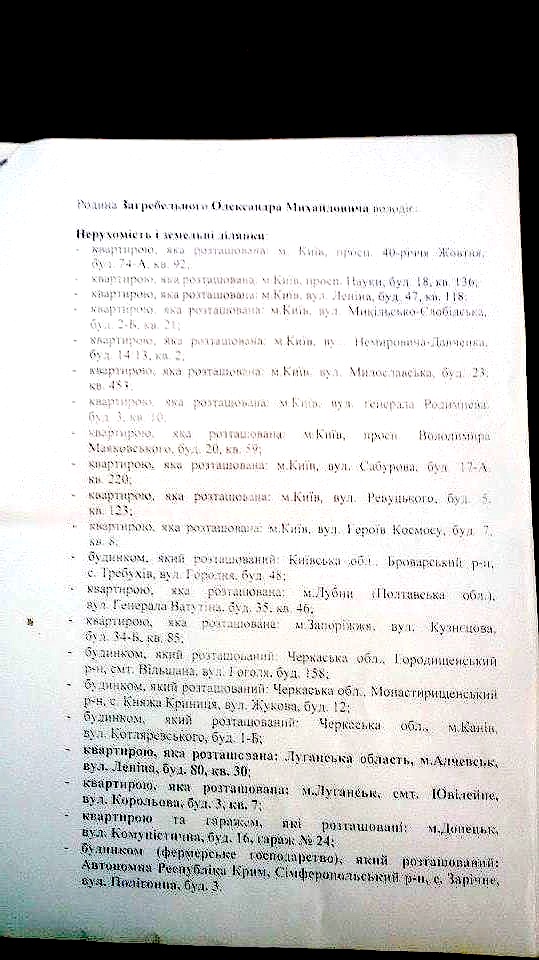 Родина Загребельного Олександра Михайловича володіє:
Нерухомість і земельні ділянки:
- квартирою, яка розташована: м. Київ, просп. 40-річчя Жовтня,
буд. 74-А, кв. 92;
- квартирою, яка розташована: м.Київ, просп. Науки, буд. 18, кв. 136;
- квартирою, яка розташована: м.Київ, вул. Леніна, буд. 47, кв. 118;
- квартирою, яка розташована: м.Київ, вул. Микільсько-Слобідська,
буд. 2-Б, кв. 21;
- квартирою, яка розташована: м.Київ, вул. Немировича-Данченка,
буд. 14/13, кв. 2;
- квартирою, яка розташована: м.Київ, вул. Милославська, буд. 23,
кв. 453;
- квартирою, яка розташована: м.Київ, вул. генерала Родимцева,
буд. 3, кв. 10;
- квартирою, яка розташована: м.Київ, просп. Володимира
Маяковського, буд. 20, кв. 59;
- квартирою, яка розташована: м.Київ, вул. Сабурова, буд. 17-А,
кв. 220;
- квартирою, яка розташована: м.Київ, вул. Ревуцького, буд. 5,
кв. 123;
- квартирою, яка розташована: м.Київ, вул. Героїв Космосу, буд. 7,
кв. 8;
- будинком, який розташований: Київська обл., Броварський р-н,
с. Требухів, вул. Городня, буд. 48;
- квартирою, яка розташована: м.Лубни (Полтавська обл.),
вул. Генерала Ватутіна, буд. 35, кв. 46;
- квартирою, яка розташована: м.Запоріжжя, вул. Кузнєцова,
буд. 34-Б, кв. 85;
- будинком, який розташований: Черкаська обл., Городищенський
р-н, смт. Вільшана, вул. Гоголя, буд. 158;
- будинком, який розташований: Черкаська обл., Монастирищенський
р-н, с. Княжа Криниця, вул. Жукова, буд. 12;
- будинком, який розташований: Черкаська обл., м.Канів,
вул. Котляревського, буд. 1-Б;
- квартирою, яка розташована: Луганська область, м.Алчевськ,
вул. Леніна, буд. 80, кв. 30;
- квартирою, яка розташована: м.Луганськ, смт. Ювілейне,
вул. Корольова, буд. 3, кв. 7;
- квартирою та гаражем, які розташовані: м.Донецьк,
вул. Комуністична, буд. 16, гараж № 24;
- будинком (фермерське господарство), який розташований:
Автономна Республіка Крим, Сімферопольський р-н, с. Зарічне,
вул. Полігонна, буд. 3.